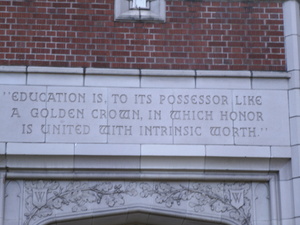 "EDUCATION IS, TO ITS POSSESSOR LIKE
A GOLDEN CROWN, IN WHICH HONOR
IS UNITED WITH INTRINSIC WORTH."
W
W